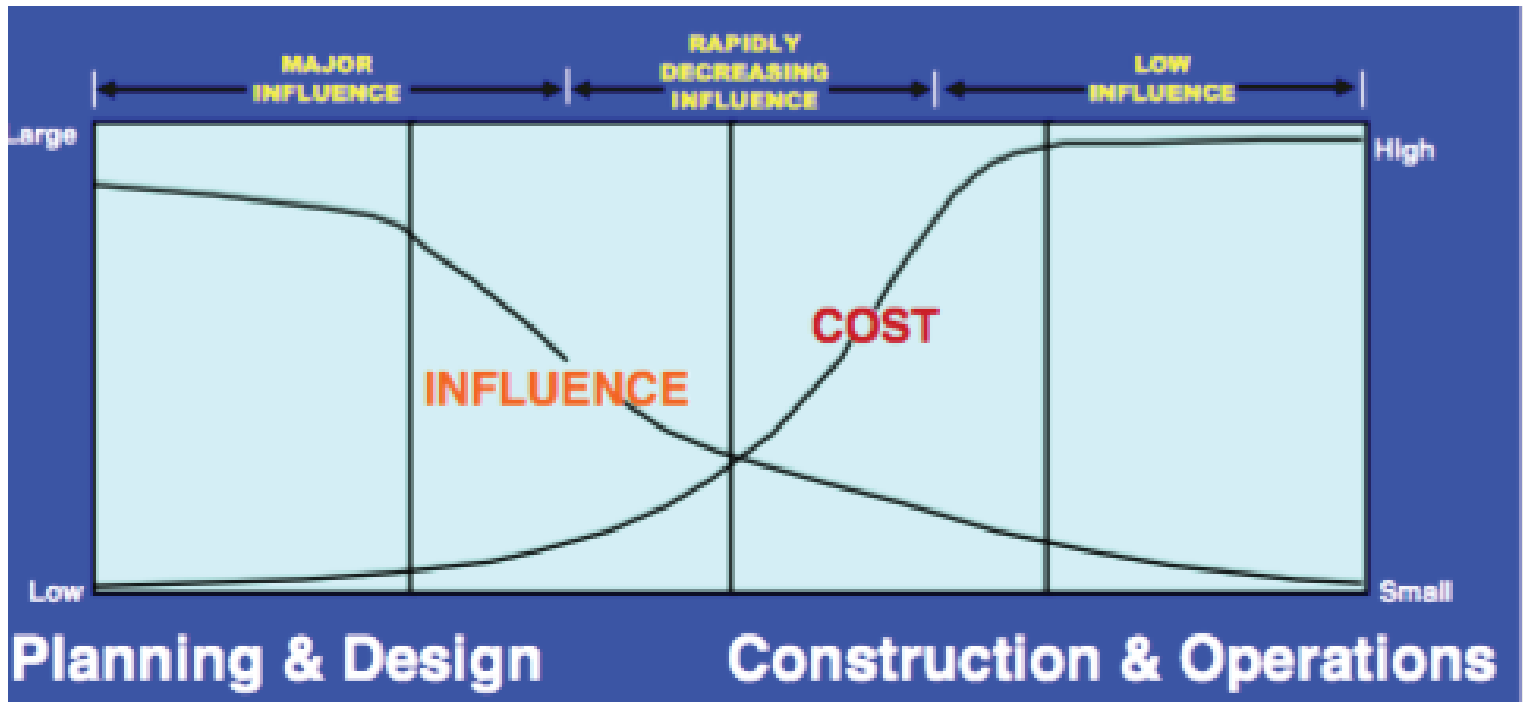 MAJOR
INFLUENCE
RAPIDLY
DECREASING
INFLUENCE
LOW
INFLUENCE
Large
High
COST
INFLUENCE
Low
Small
Planning & Design
Construction & Operations